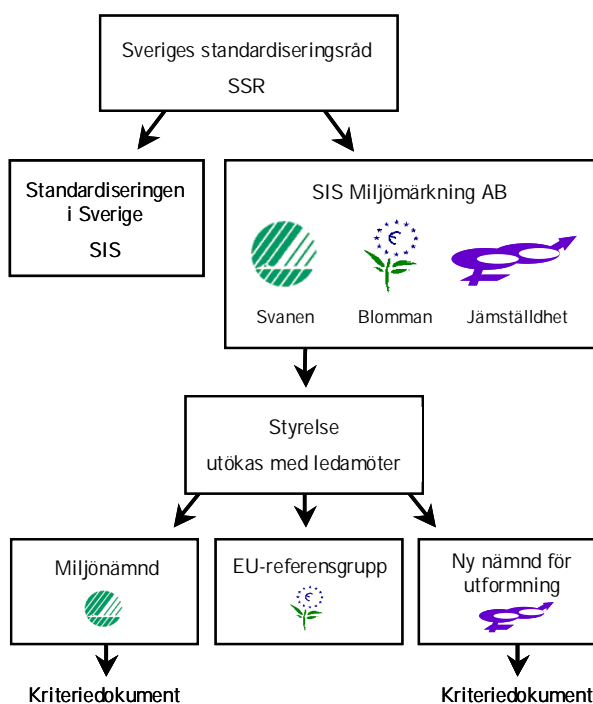 Sveriges standardiseringsråd
SSR
Standardiseringen
i Sverige
SIS
SIS Miljömärkning AB
Svanen
Blomman
Jämställdhet
Styrelse
utökas med ledamöter
Miljönämnd
EU-referensgrupp
Ny nämnd för
utformning
Kriteriedokument
Kriteriedokument